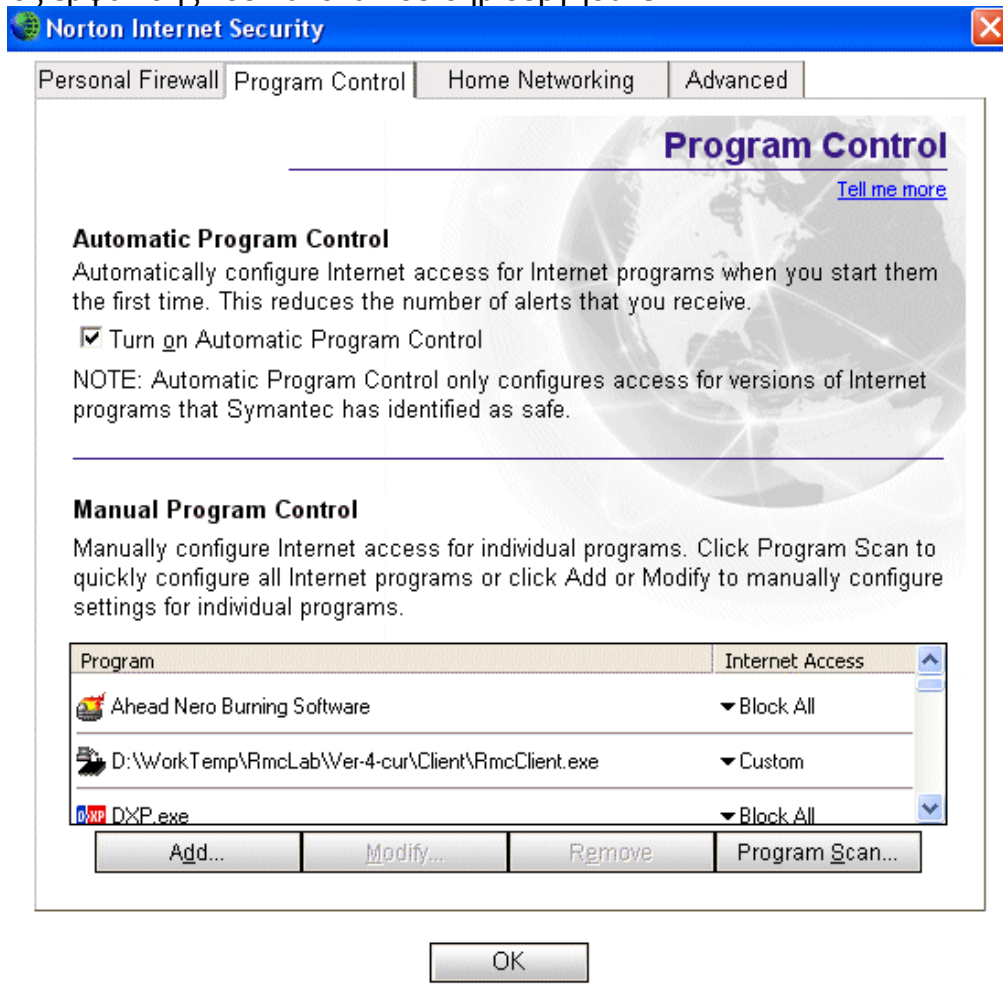 Norton Internet Security
Personal Firewall
Program Control
Home Networking
Advanced
Program Control
Tell me more
Automatic Program Control
Automatically configure Internet access for Internet programs when you start them
the first time. This reduces the number of alerts that you receive.
Turn on Automatic Program Control
NOTE: Automatic Program Control only configures access for versions of Internet
programs that Symantec has identified as safe.
Manual Program Control
Manually configure Internet access for individual programs. Click Program Scan to
quickly configure all Internet programs or click Add or Modify to manually configure
settings for individual programs.
Program Internet Access
Ahead Nero Burning Software Block All
D:\WorkTemp\RmcLab\Ver-4-cur\Client\RmcClient.exe Custom
DXP DXP.exe Block All
Add... Modify... Remove Program Scan...
OK